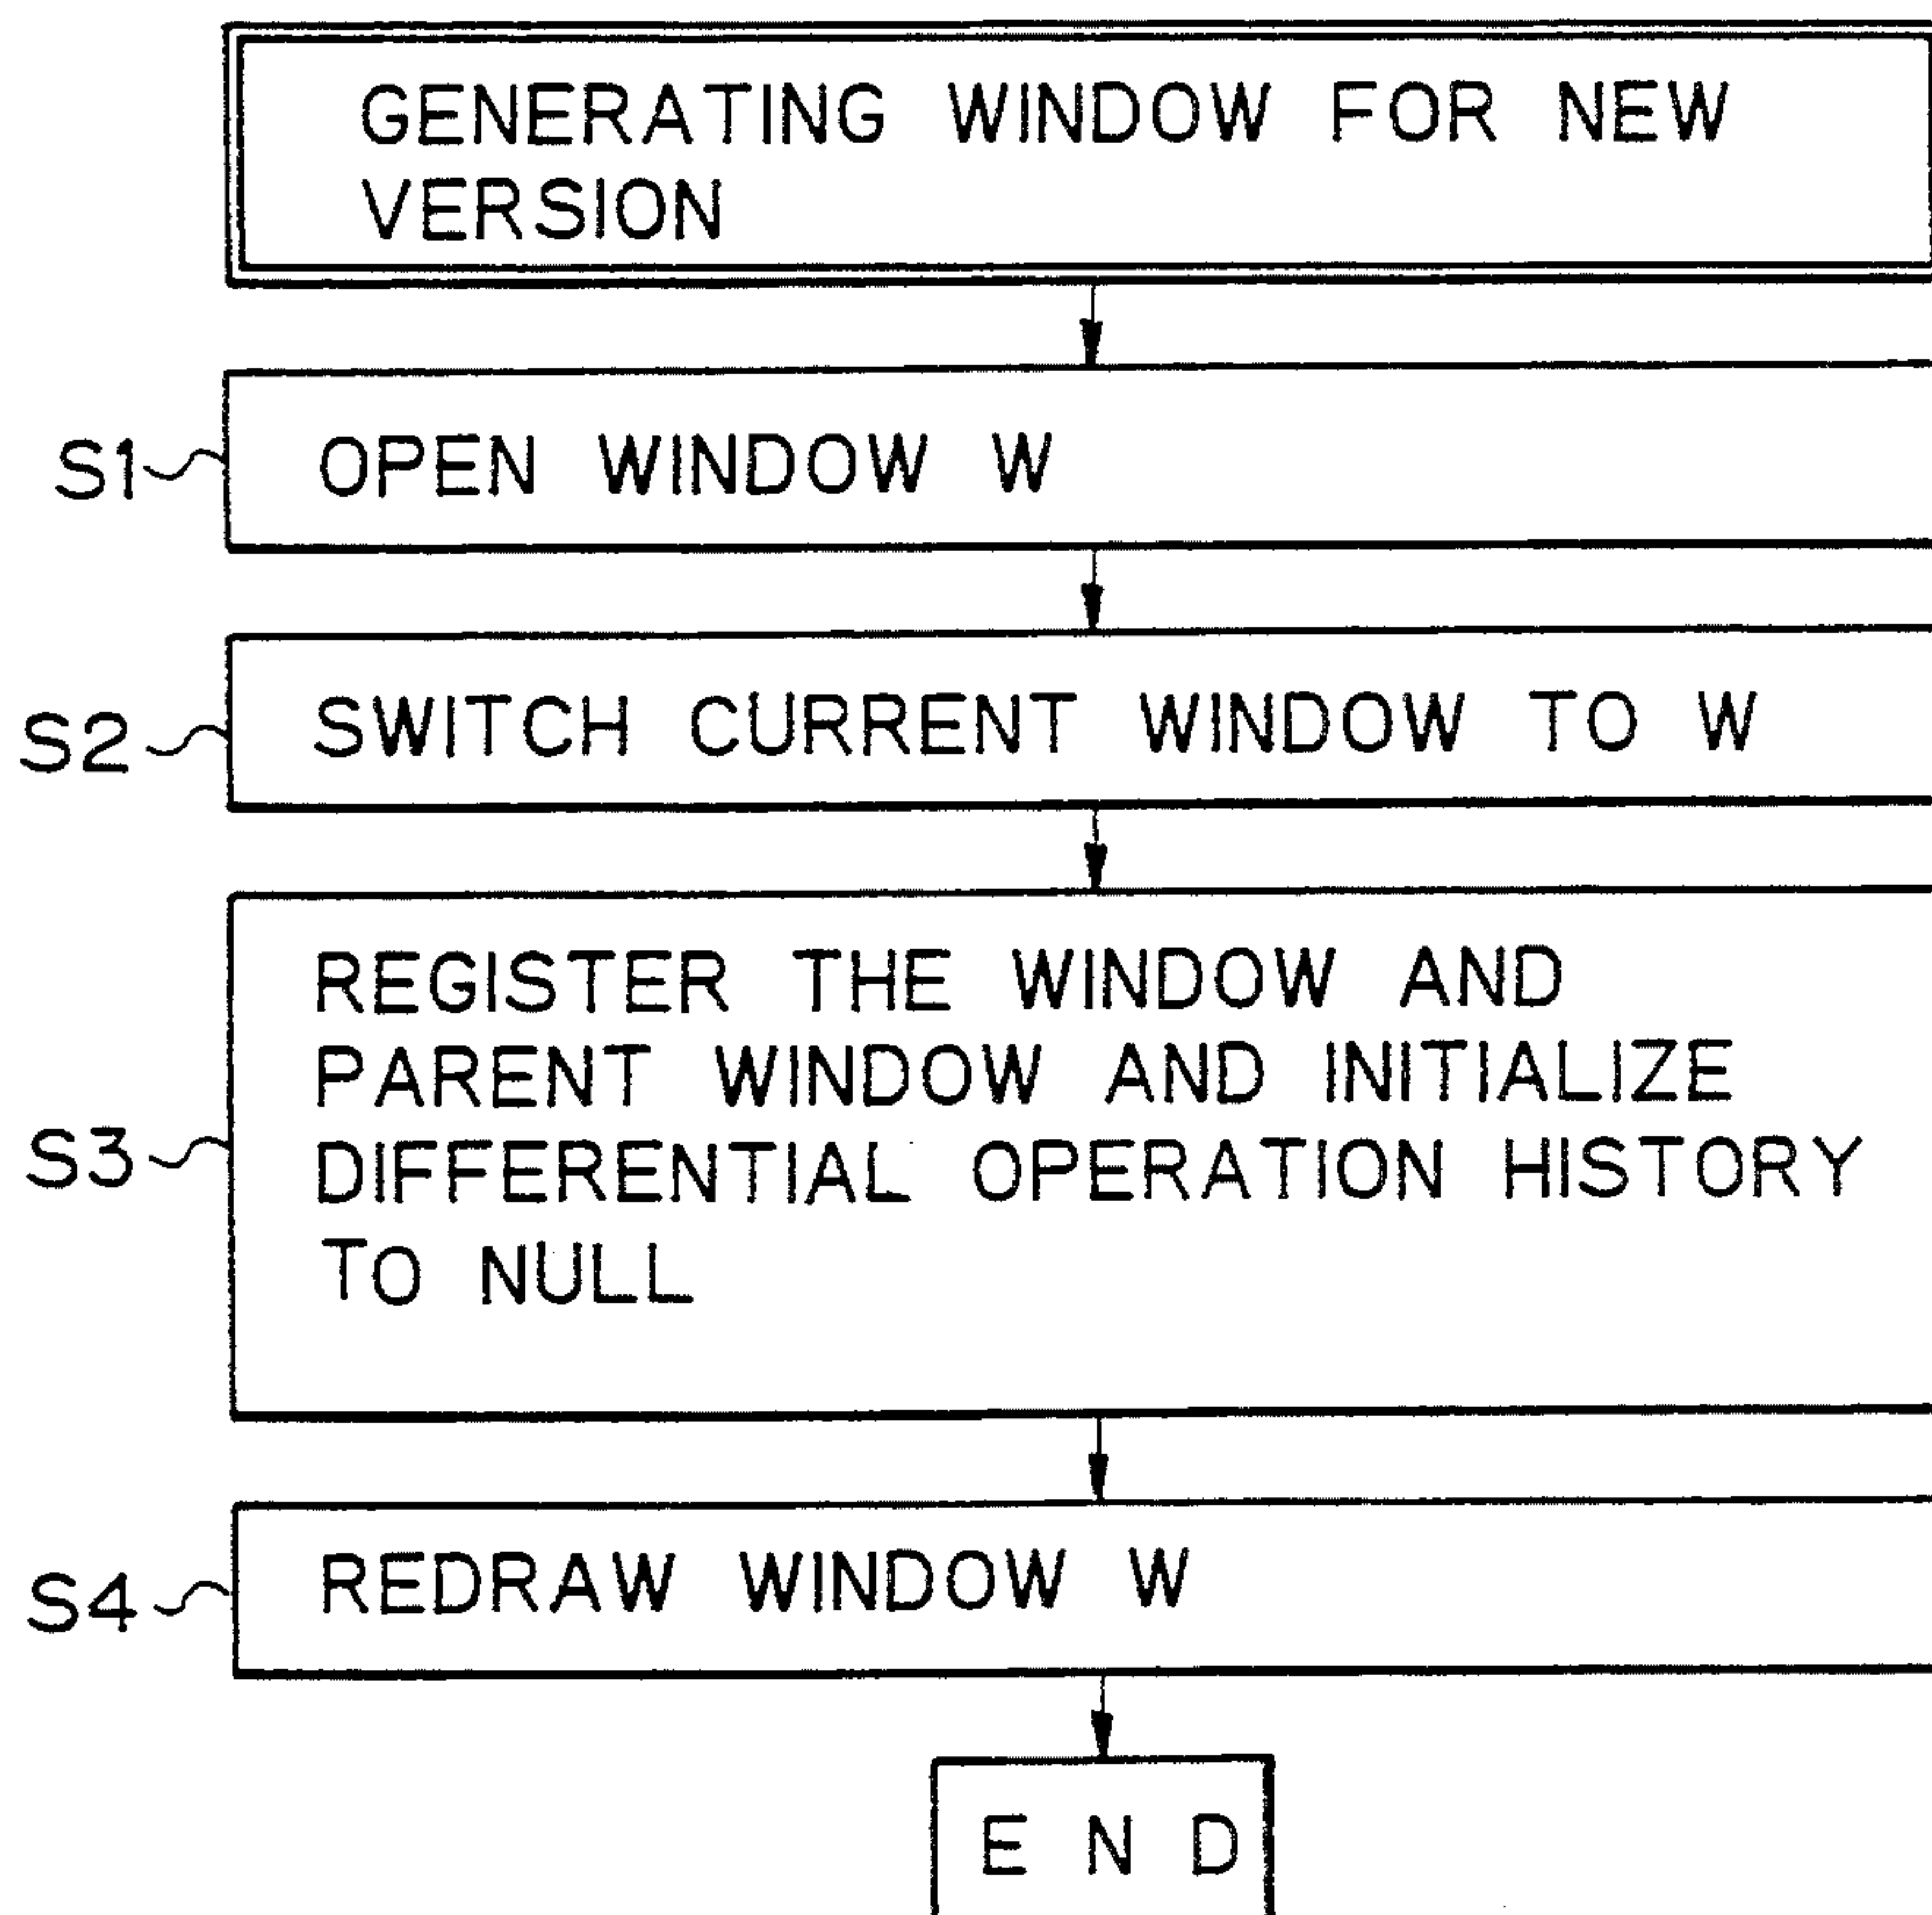 GENERATING WINDOW FOR NEW
VERSION
S1
OPEN WINDOW W
S2
SWITCH CURRENT WINDOW TO W
REGISTER THE WINDOW AND
PARENT WINDOW AND INITIALIZE
S3
DIFFERENTIAL OPERATION HISTORY
TO NULL
S4
REDRAW WINDOW W
END